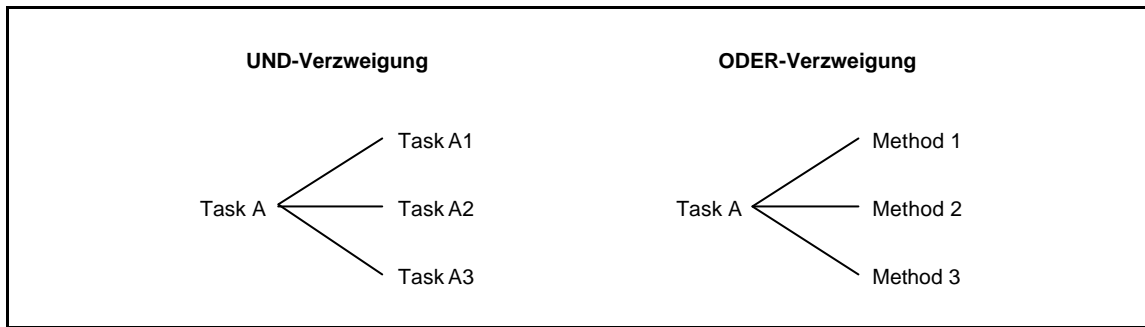 UND-Verzweigung
Task A
Task A1
Task A2
Task A3
ODER-Verzweigung
Task A
Method 1
Method 2
Method 3